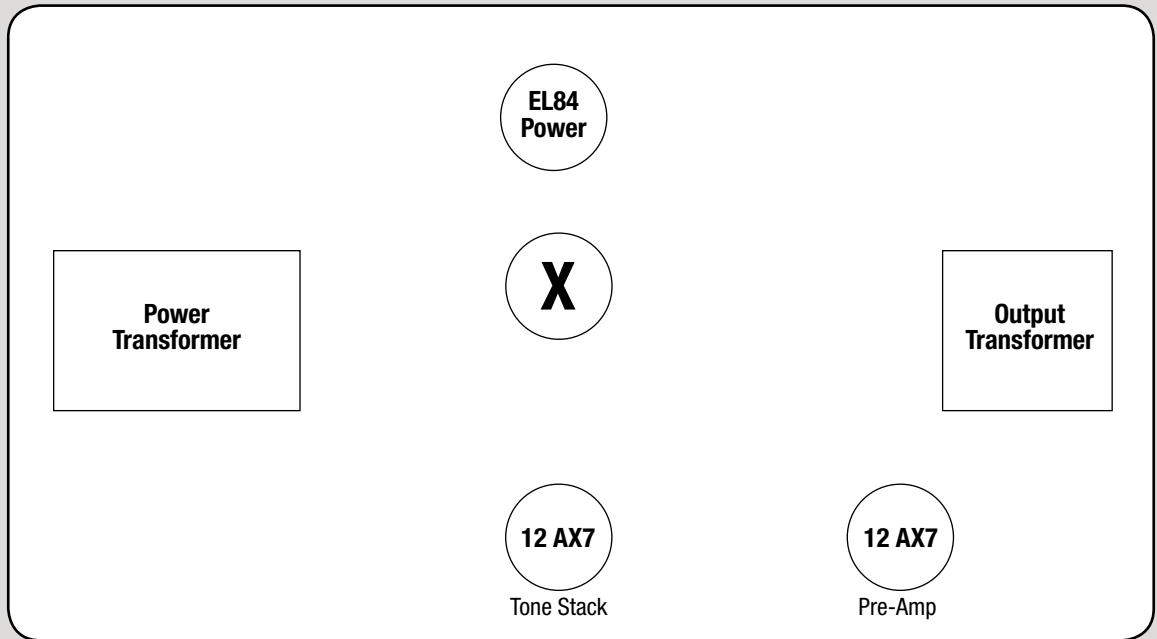 EL84
Power
X
Power
Transformer
Output
Transformer
12 AX7
Tone Stack
12 AX7
Pre-Amp